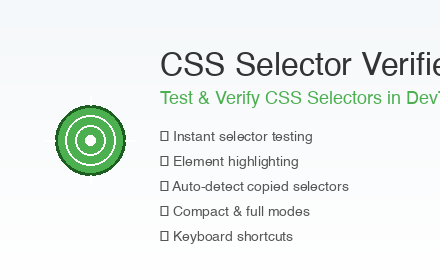 CSS Selector Verifie
Test & Verify CSS Selectors in Dev
Instant selector testing
Element highlighting
Auto-detect copied selectors
Compact & full modes
Keyboard shortcuts